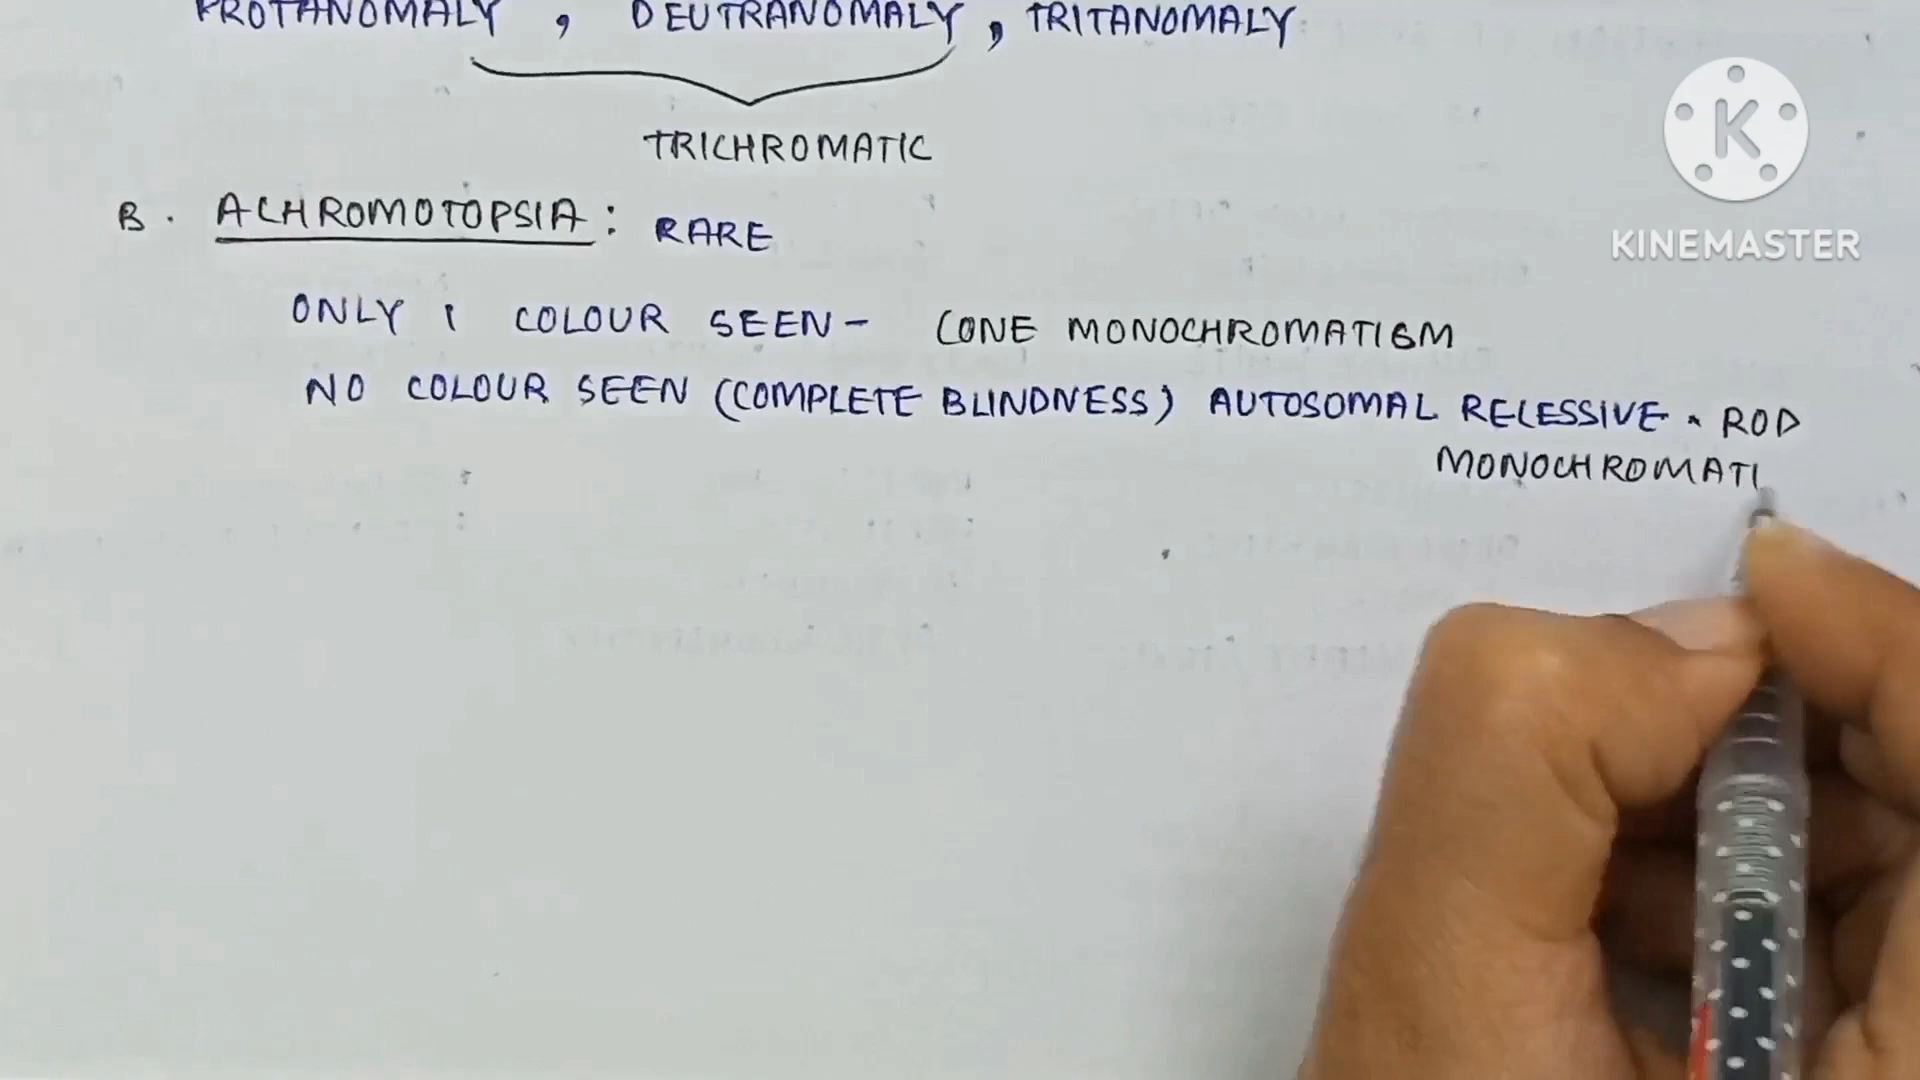 PROTANOMALY , DEUTRANOMALY , TRITANOMALY
TRICHROMATIC
B. ACHROMOTOPSIA : RARE
ONLY 1 COLOUR SEEN - CONE MONOCHROMATISM
NO COLOUR SEEN (COMPLETE BLINDNESS) AUTOSOMAL RECESSIVE - ROD
MONOCHROMATI
KINEMASTER